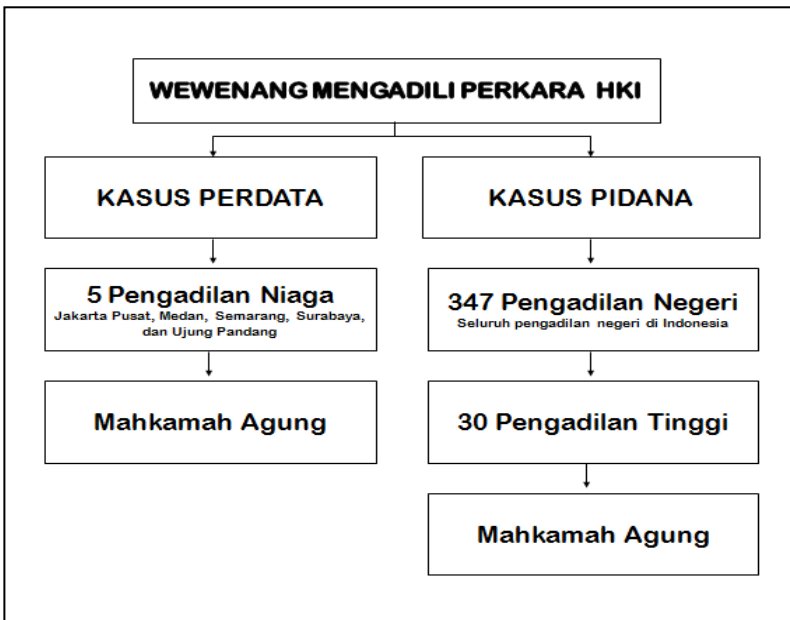 WEWENANG MENGADILI PERKARA HKI
KASUS PERDATA
5 Pengadilan Niaga
Jakarta Pusat, Medan, Semarang, Surabaya,
dan Ujung Pandang
Mahkamah Agung
KASUS PIDANA
347 Pengadilan Negeri
Seluruh pengadilan negeri di Indonesia
30 Pengadilan Tinggi
Mahkamah Agung